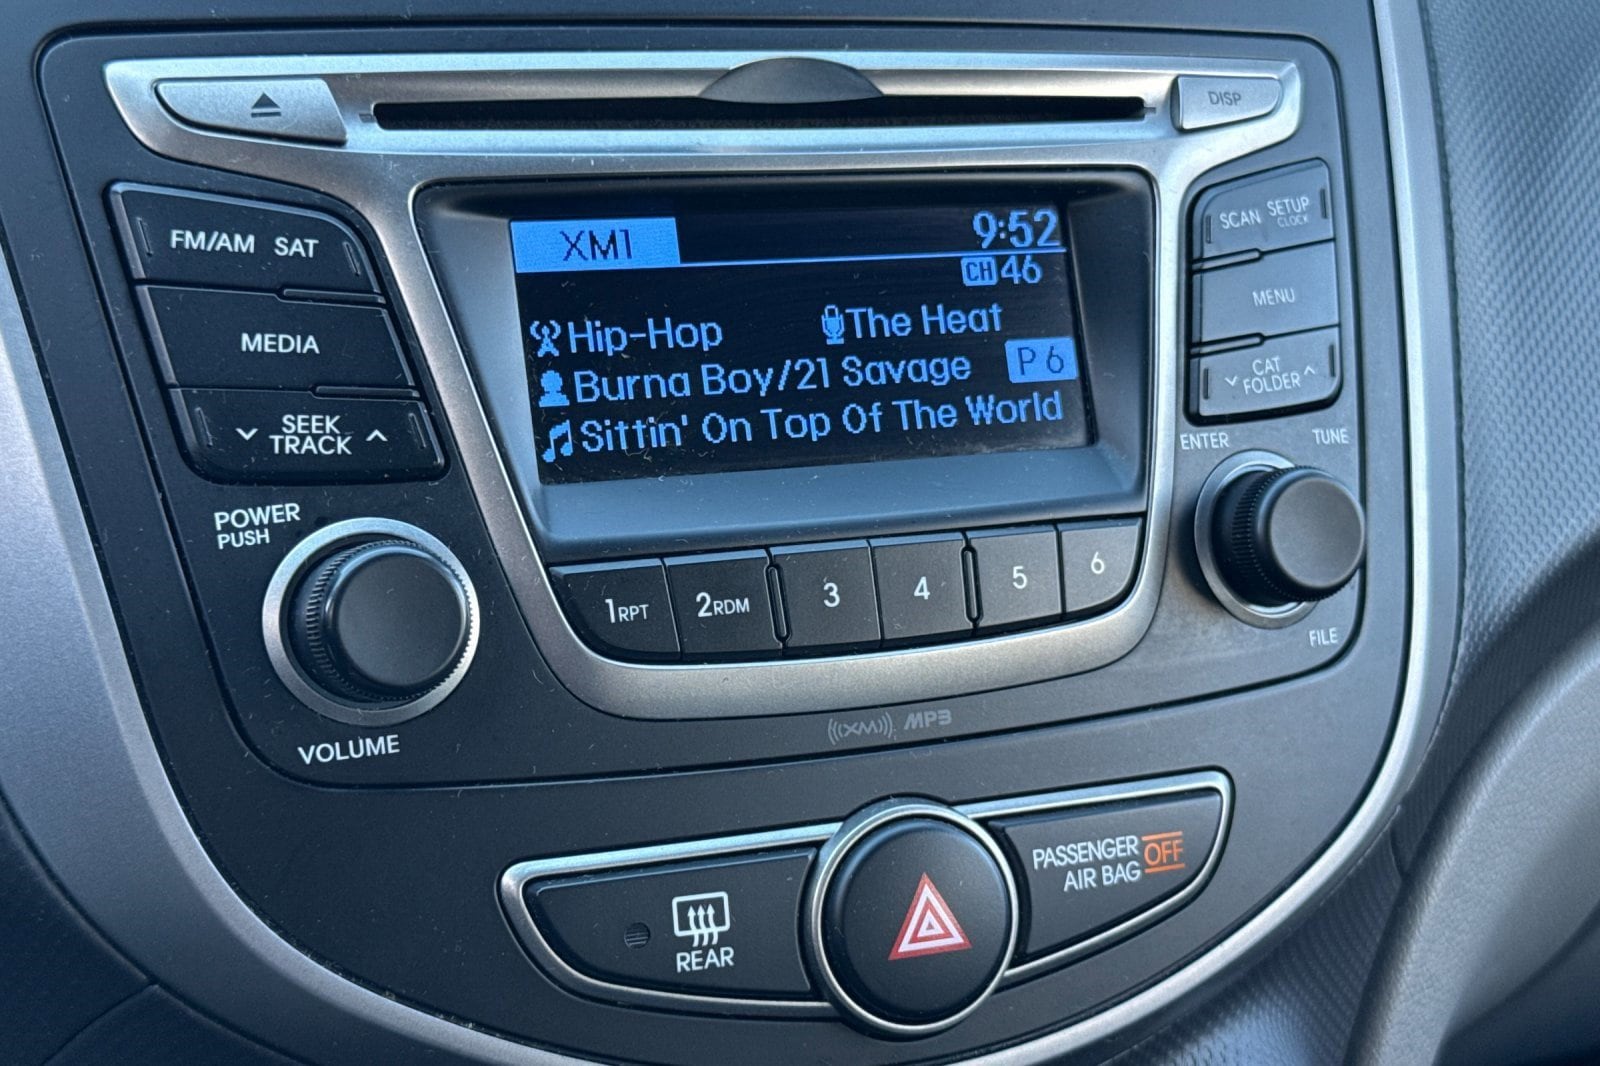 DISP
FM/AM SAT
MEDIA
SEEK
TRACK
POWER
PUSH
VOLUME
XM1
9:52
CH 46
Hip-Hop The Heat
Burna Boy/21 Savage P 6
Sittin' On Top Of The World
SCAN SETUP
CLOCK
MENU
CAT
FOLDER
ENTER TUNE
FILE
1RPT 2RDM 3 4 5 6
((XM)) MP3
REAR
PASSENGER OFF
AIR BAG